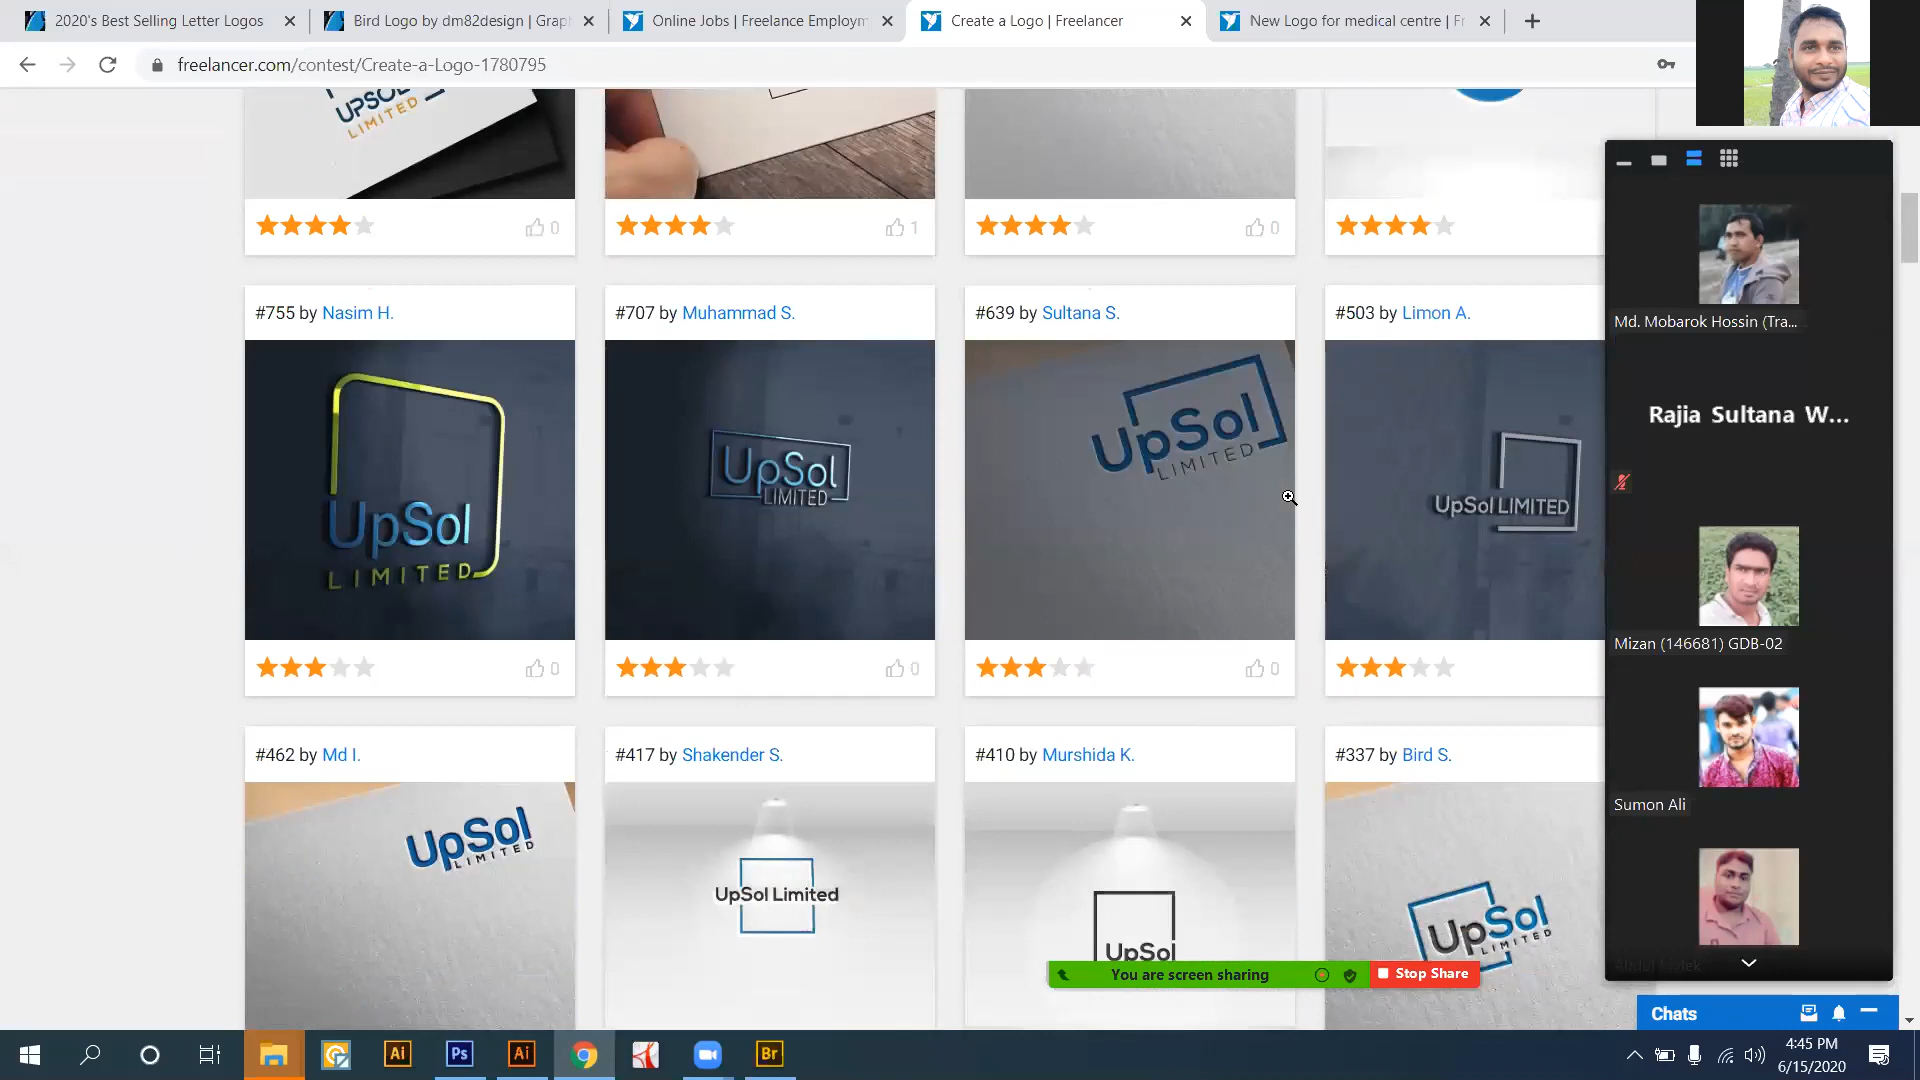 2020's Best Selling Letter Logos
Bird Logo by dm82design | Grap
Online Jobs | Freelance Employm
Create a Logo | Freelancer
New Logo for medical centre | Fr
freelancer.com/contest/Create-a-Logo-1780795
UPSOL
LIMITED
0
1
0
#755 by Nasim H.
#707 by Muhammad S.
#639 by Sultana S.
#503 by Limon A.
UpSol
LIMITED
UpSol
LIMITED
UpSol
LIMITED
UpSol LIMITED
0
0
0
#462 by Md I.
#417 by Shakender S.
#410 by Murshida K.
#337 by Bird S.
UpSol
LIMITED
UpSol Limited
UpSol
UpSol
LIMITED
Md. Mobarok Hossin (Tra...
Rajia Sultana W...
Mizan (146681) GDB-02
Sumon Ali
You are screen sharing
Stop Share
Chats
Ai
Ps
Ai
Br
4:45 PM
6/15/2020